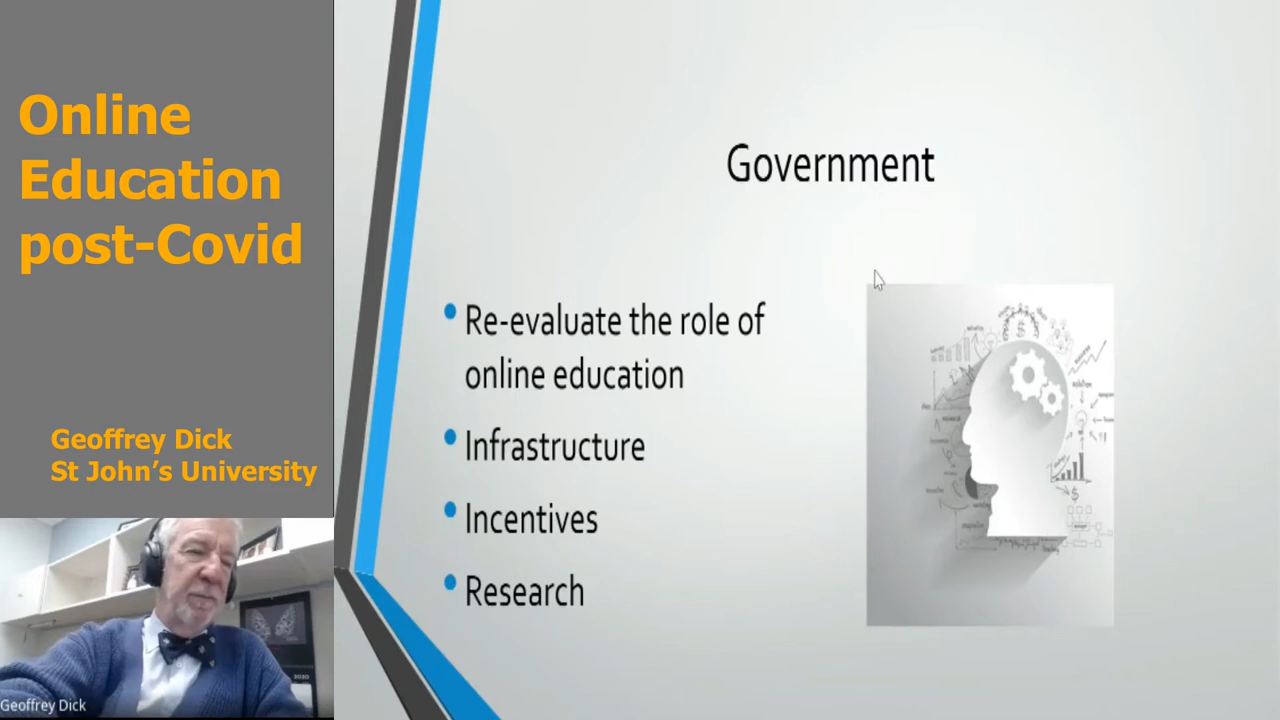 Online
Education
post-Covid
Geoffrey Dick
St John’s University
Geoffrey Dick
Government
• Re-evaluate the role of
online education
• Infrastructure
• Incentives
• Research